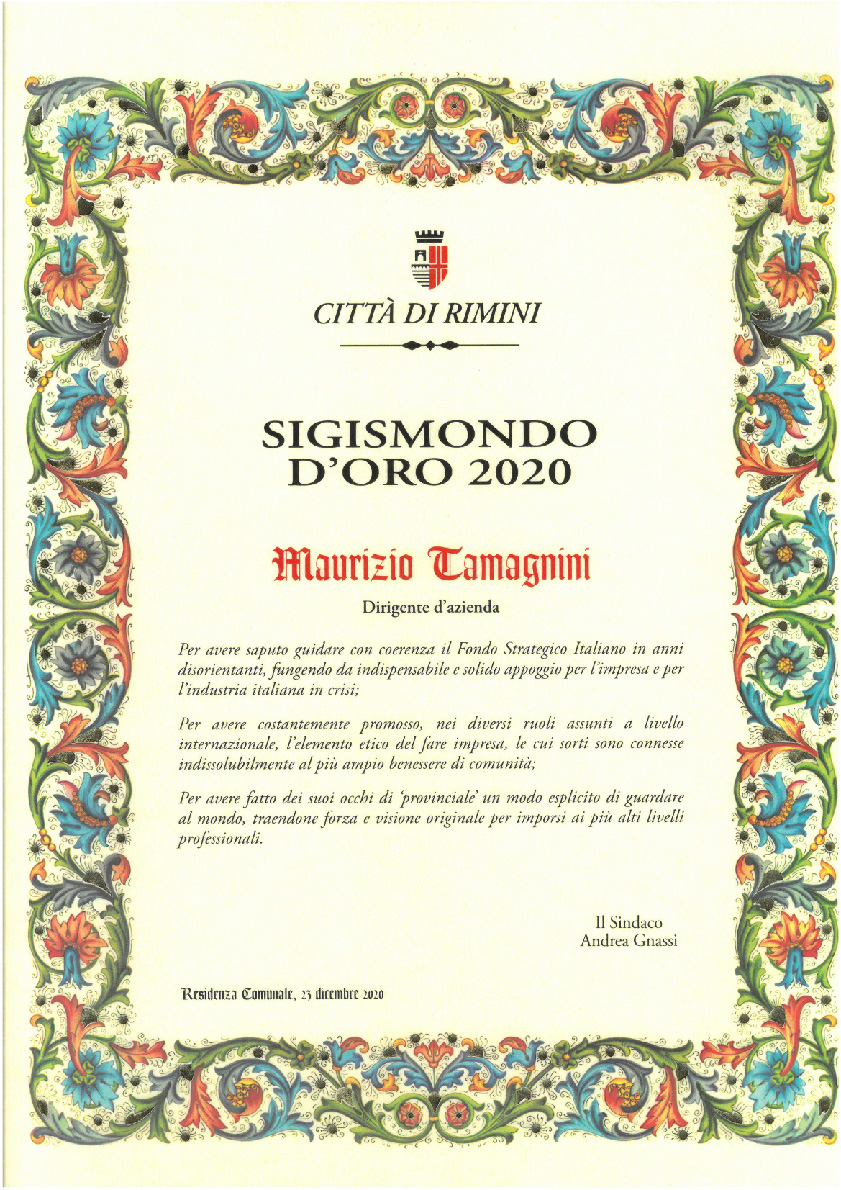 CITTÀ DI RIMINI
SIGISMONDO
D'ORO 2020
Maurizio Tamagnini
Dirigente d'azienda
Per avere saputo guidare con coerenza il Fondo Strategico Italiano in anni
disorientanti, fungendo da indispensabile e solido appoggio per l'impresa e per
l'industria italiana in crisi;
Per avere costantemente promosso, nei diversi ruoli assunti a livello
internazionale, l'elemento etico del fare impresa, le cui sorti sono connesse
indissolubilmente al più ampio benessere di comunità;
Per avere fatto dei suoi occhi di 'provinciale' un modo esplicito di guardare
al mondo, traendone forza e visione originale per imporsi ai più alti livelli
professionali.
Il Sindaco
Andrea Gnassi
Residenza Comunale, 23 dicembre 2020